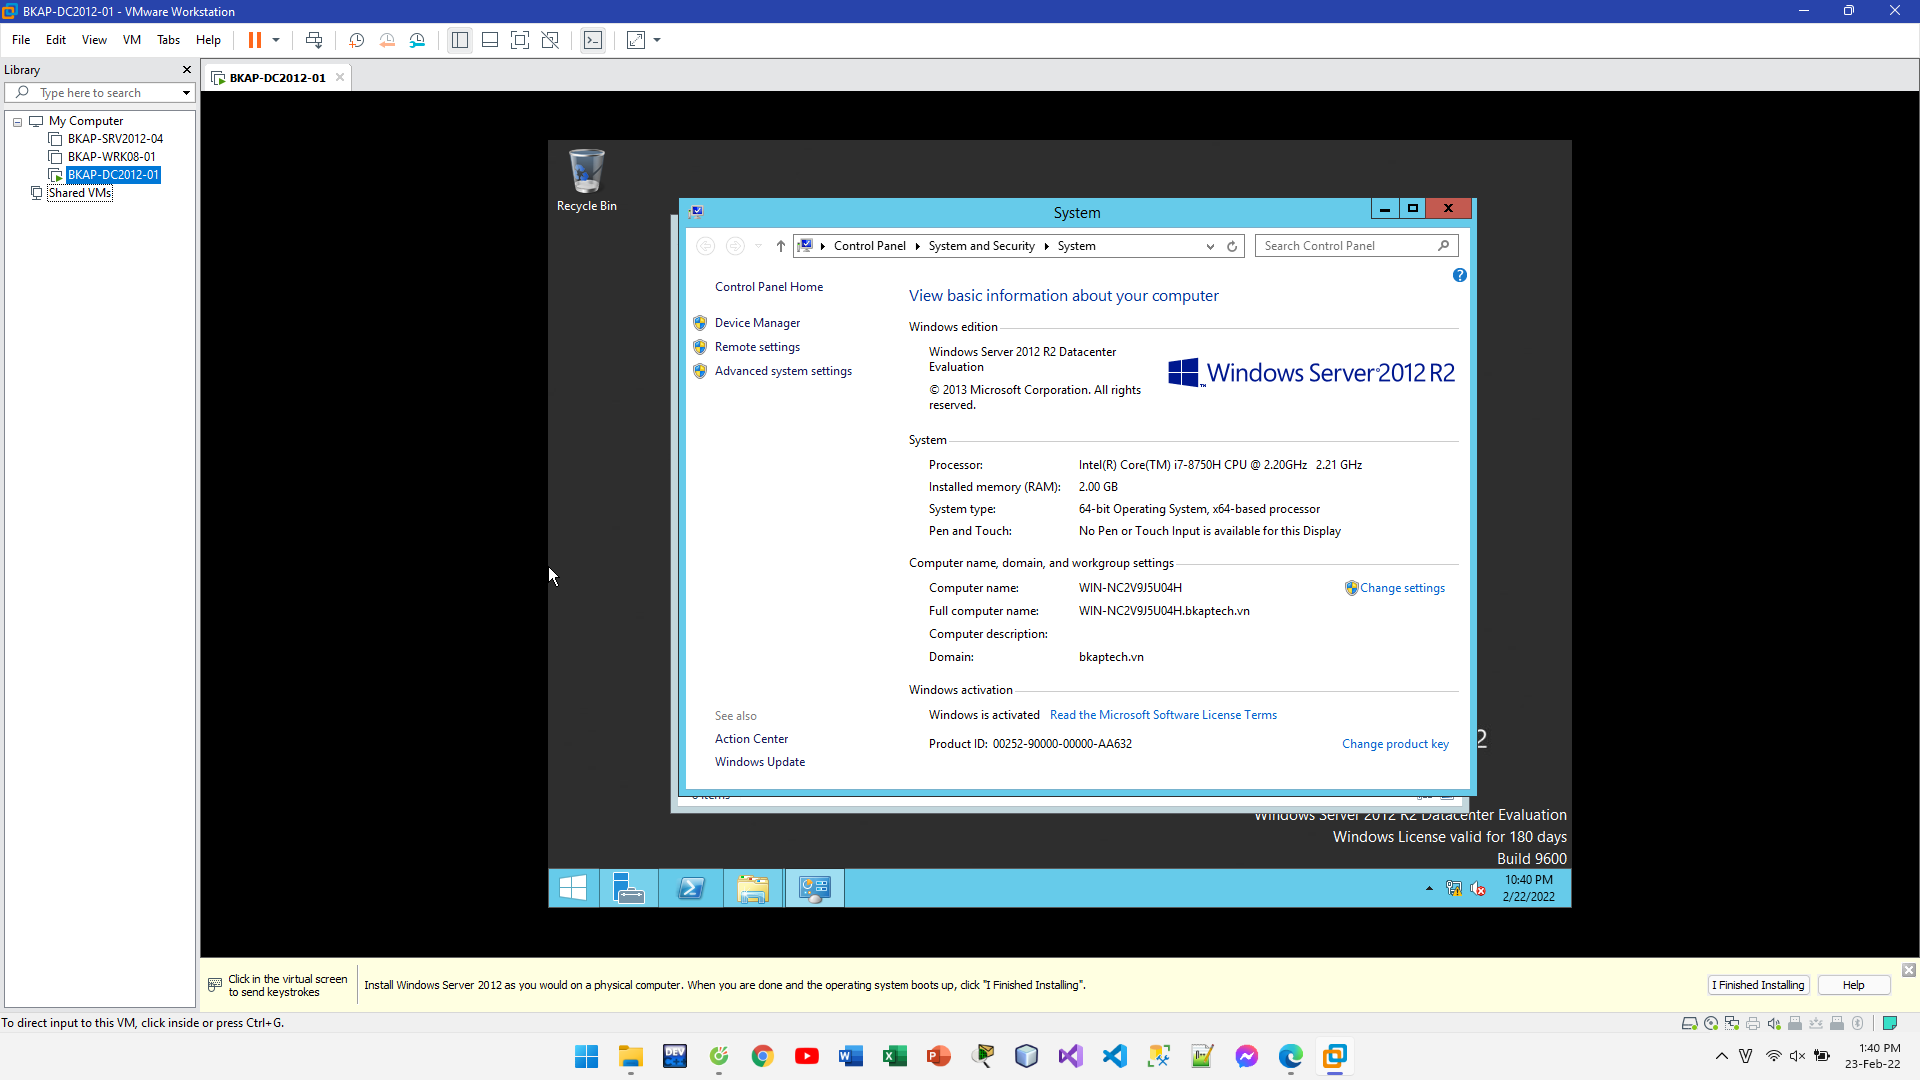 BKAP-DC2012-01 - VMware Workstation
File Edit View VM Tabs Help
Library
Type here to search
My Computer
BKAP-SRV2012-04
BKAP-WRK08-01
BKAP-DC2012-01
Shared VMs
BKAP-DC2012-01
Recycle Bin
System
Control Panel System and Security System
Search Control Panel
Control Panel Home
Device Manager
Remote settings
Advanced system settings
See also
Action Center
Windows Update
View basic information about your computer
Windows edition
Windows Server 2012 R2 Datacenter
Evaluation
© 2013 Microsoft Corporation. All rights
reserved.
Windows Server 2012 R2
System
Processor: Intel(R) Core(TM) i7-8750H CPU @ 2.20GHz 2.21 GHz
Installed memory (RAM): 2.00 GB
System type: 64-bit Operating System, x64-based processor
Pen and Touch: No Pen or Touch Input is available for this Display
Computer name, domain, and workgroup settings
Computer name: WIN-NC2V9J5U04H
Change settings
Full computer name: WIN-NC2V9J5U04H.bkaptech.vn
Computer description:
Domain: bkaptech.vn
Windows activation
Windows is activated Read the Microsoft Software License Terms
Product ID: 00252-90000-00000-AA632
Change product key
2
Windows Server 2012 R2 Datacenter Evaluation
Windows License valid for 180 days
Build 9600
10:40 PM
2/22/2022
Click in the virtual screen
to send keystrokes
Install Windows Server 2012 as you would on a physical computer. When you are done and the operating system boots up, click "I Finished Installing".
I Finished Installing
Help
To direct input to this VM, click inside or press Ctrl+G.
DEV
1:40 PM
23-Feb-22